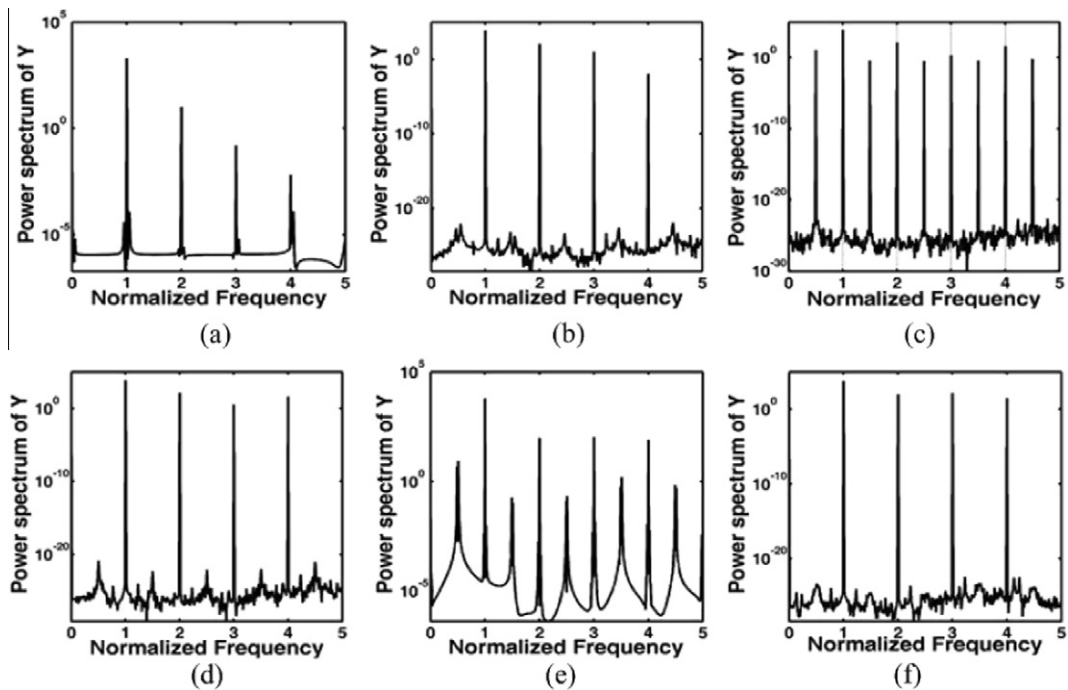 10^5
10^0
10^-5
Power spectrum of Y
0 1 2 3 4 5
Normalized Frequency
(a)
10^0
10^-10
10^-20
Power spectrum of Y
0 1 2 3 4 5
Normalized Frequency
(b)
10^0
10^-10
10^-20
10^-30
Power spectrum of Y
0 1 2 3 4 5
Normalized Frequency
(c)
10^0
10^-10
10^-20
Power spectrum of Y
0 1 2 3 4 5
Normalized Frequency
(d)
10^5
10^0
10^-5
Power spectrum of Y
0 1 2 3 4 5
Normalized Frequency
(e)
10^0
10^-10
10^-20
Power spectrum of Y
0 1 2 3 4 5
Normalized Frequency
(f)